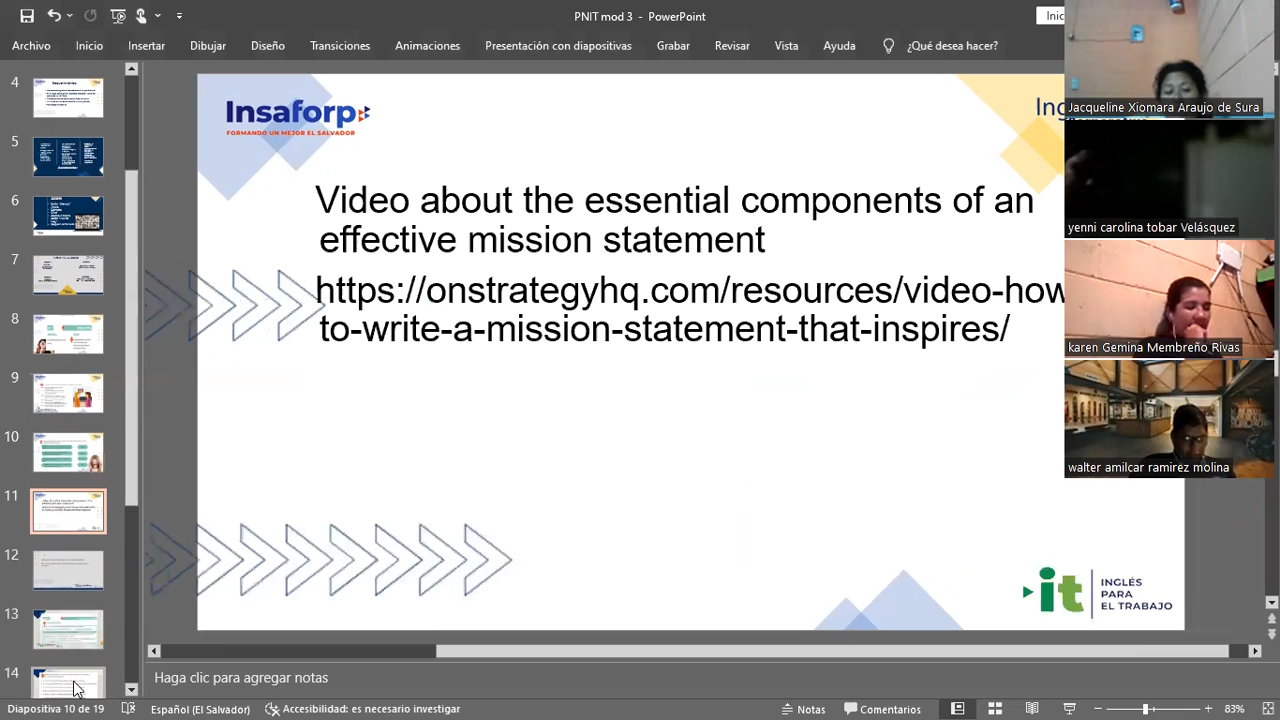 PNIT mod 3 - PowerPoint
Inic
Archivo Inicio Insertar Dibujar Diseño Transiciones Animaciones Presentación con diapositivas Grabar Revisar Vista Ayuda ¿Qué desea hacer?
4
5
6
7
8
9
10
11
12
13
14
Insaforp
FORMANDO UN MEJOR EL SALVADOR
Ing
Video about the essential components of an
effective mission statement
https://onstrategyhq.com/resources/video-how
to-write-a-mission-statement-that-inspires/
it
INGLÉS
PARA
EL TRABAJO
Jacqueline Xiomara Araujo de Sura
yenni carolina tobar Velásquez
karen Gemina Membreño Rivas
walter amilcar ramirez molina
Haga clic para agregar notas
Diapositiva 10 de 19 Español (El Salvador) Accesibilidad: es necesario investigar Notas Comentarios 83%